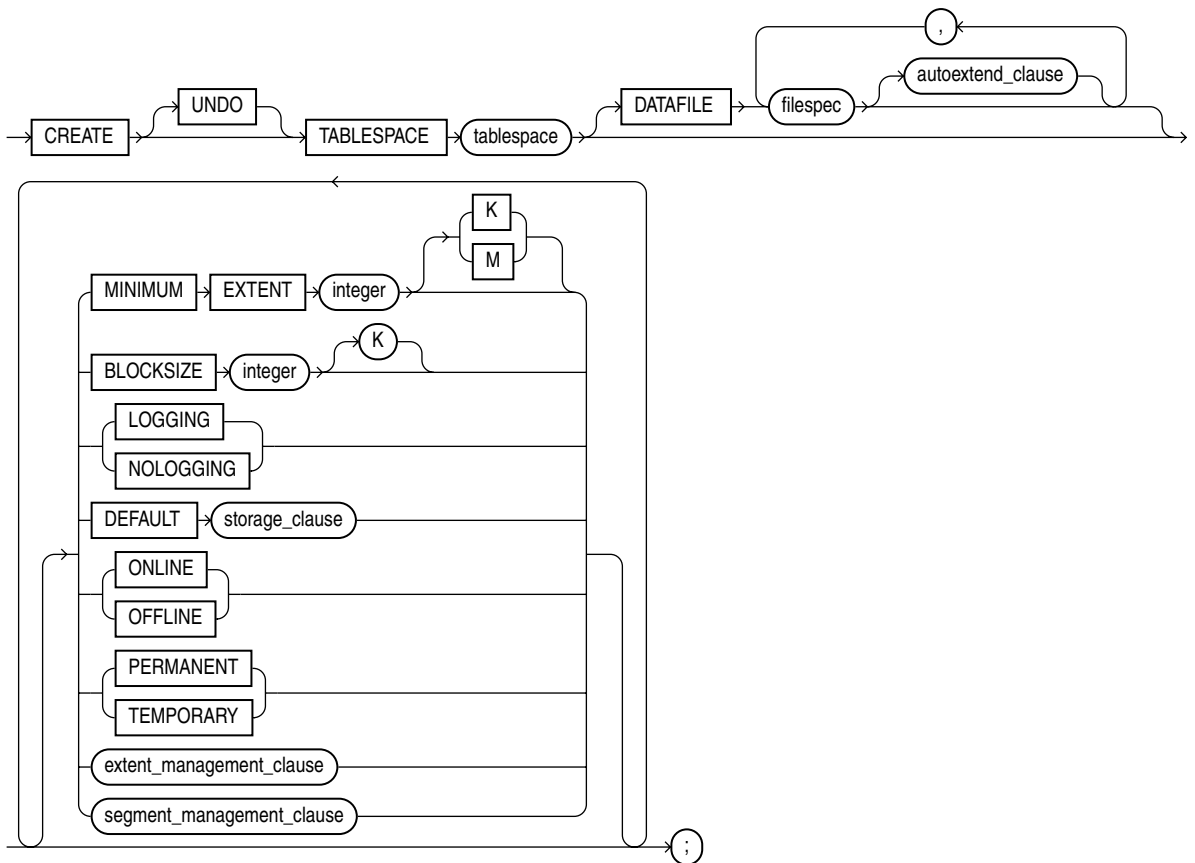 ,
autoextend_clause
UNDO
DATAFILE
filespec
CREATE
TABLESPACE
tablespace
K
M
MINIMUM
EXTENT
integer
K
BLOCKSIZE
integer
LOGGING
NOLOGGING
DEFAULT
storage_clause
ONLINE
OFFLINE
PERMANENT
TEMPORARY
extent_management_clause
segment_management_clause
;